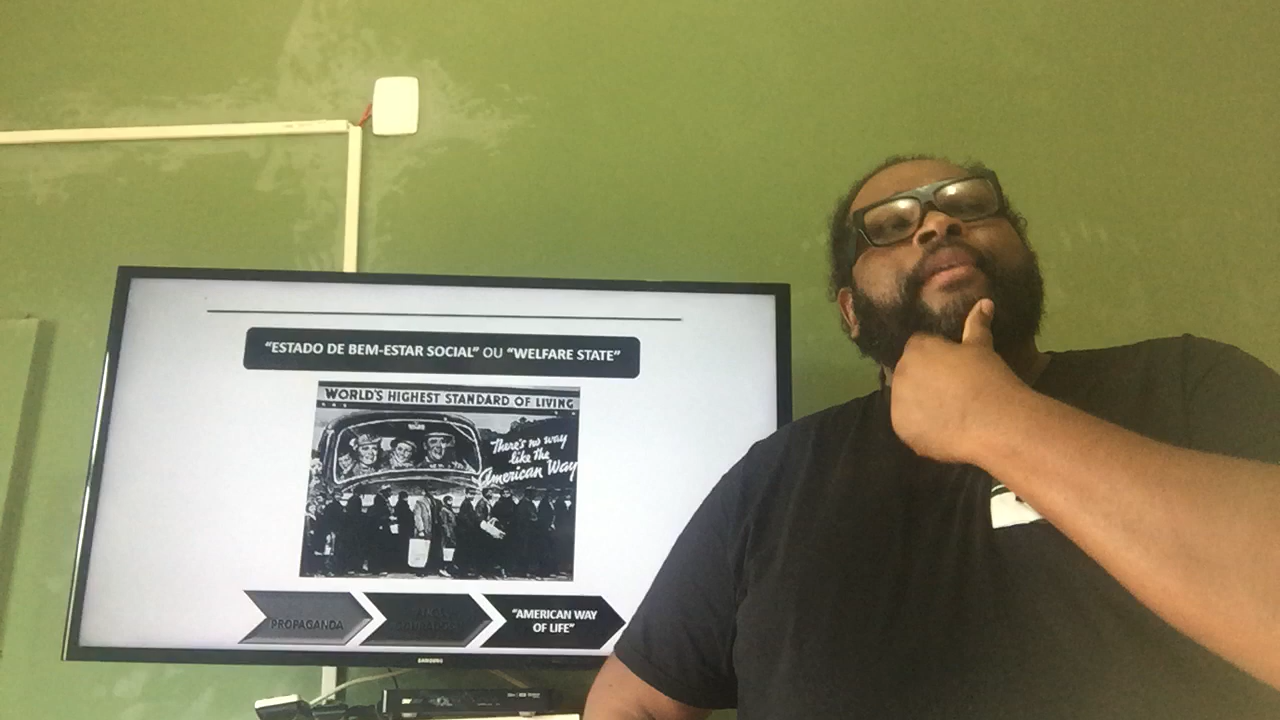 "ESTADO DE BEM-ESTAR SOCIAL" OU "WELFARE STATE"
WORLD'S HIGHEST STANDARD OF LIVING
There's no way
like the
American Way
PROPAGANDA
"AMERICAN WAY
OF LIFE"
SAMSUNG